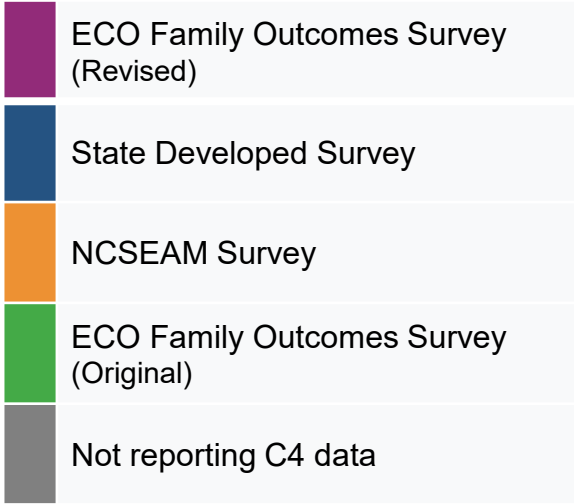 ECO Family Outcomes Survey
(Revised)
State Developed Survey
NCSEAM Survey
ECO Family Outcomes Survey
(Original)
Not reporting C4 data